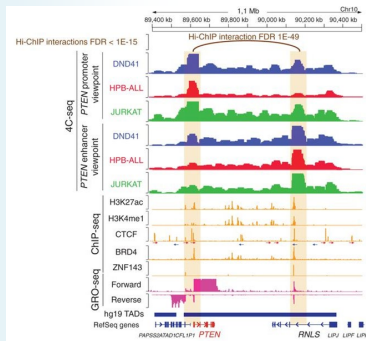 1,1 Mb
Chr10
89,400 kb 89,600 kb 89,800 kb 90,000 kb 90,200 kb 90,400 kb
Hi-ChIP interactions FDR < 1E-15
Hi-ChIP interaction FDR 1E-49
4C-seq
PTEN promoter
viewpoint
DND41
HPB-ALL
JURKAT
PTEN enhancer
viewpoint
DND41
HPB-ALL
JURKAT
ChIP-seq
H3K27ac
H3K4me1
CTCF
BRD4
ZNF143
GRO-seq
Forward
Reverse
hg19 TADs
RefSeq genes
PAPSS2 ATAD1 CFL1P1 PTEN RNLS LIPJ LIPF